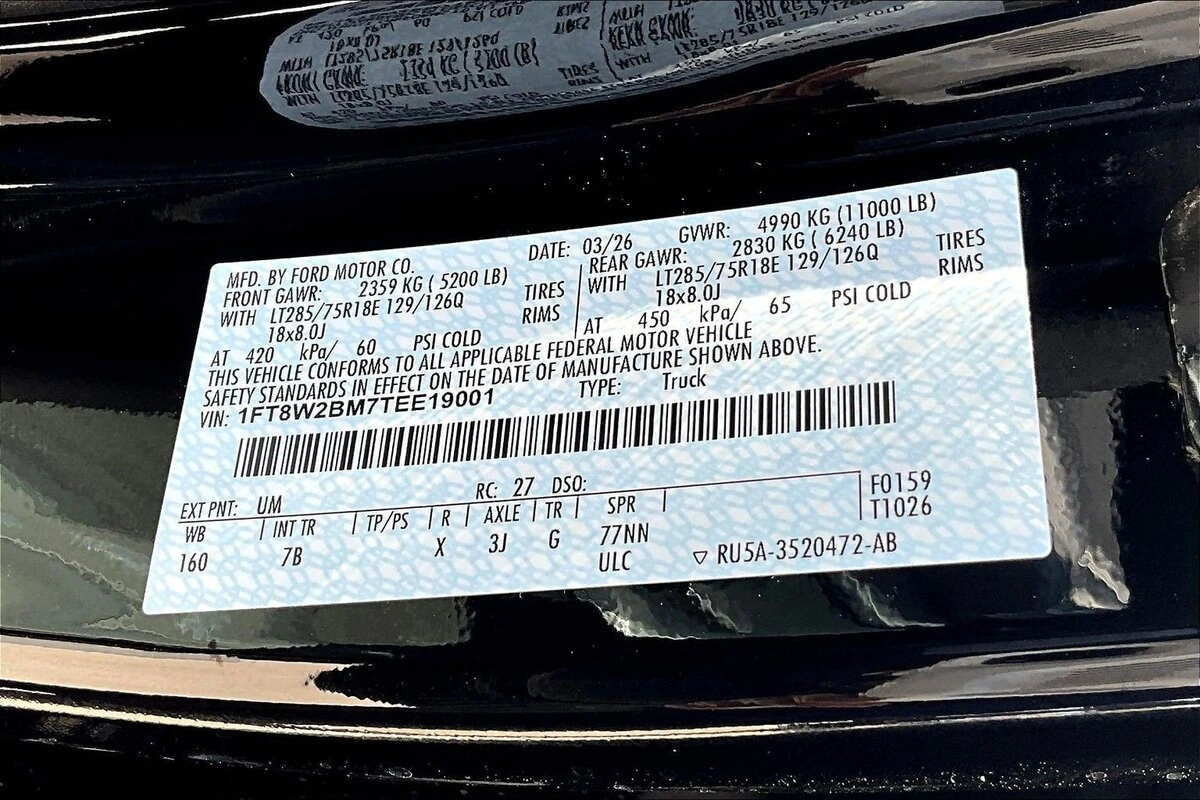 MFD. BY FORD MOTOR CO. DATE: 03/26 GVWR: 4990 KG (11000 LB)
FRONT GAWR: 2359 KG ( 5200 LB) REAR GAWR: 2830 KG ( 6240 LB)
WITH LT285/75R18E 129/126Q TIRES WITH LT285/75R18E 129/126Q TIRES
18x8.0J RIMS 18x8.0J RIMS
AT 420 kPa/ 60 PSI COLD AT 450 kPa/ 65 PSI COLD
THIS VEHICLE CONFORMS TO ALL APPLICABLE FEDERAL MOTOR VEHICLE
SAFETY STANDARDS IN EFFECT ON THE DATE OF MANUFACTURE SHOWN ABOVE.
VIN: 1FT8W2BM7TEE19001 TYPE: Truck
EXT PNT: UM RC: 27 DSO: F0159
WB INT TR TP/PS R AXLE TR SPR T1026
160 7B X 3J G 77NN
ULC ▽ RU5A-3520472-AB